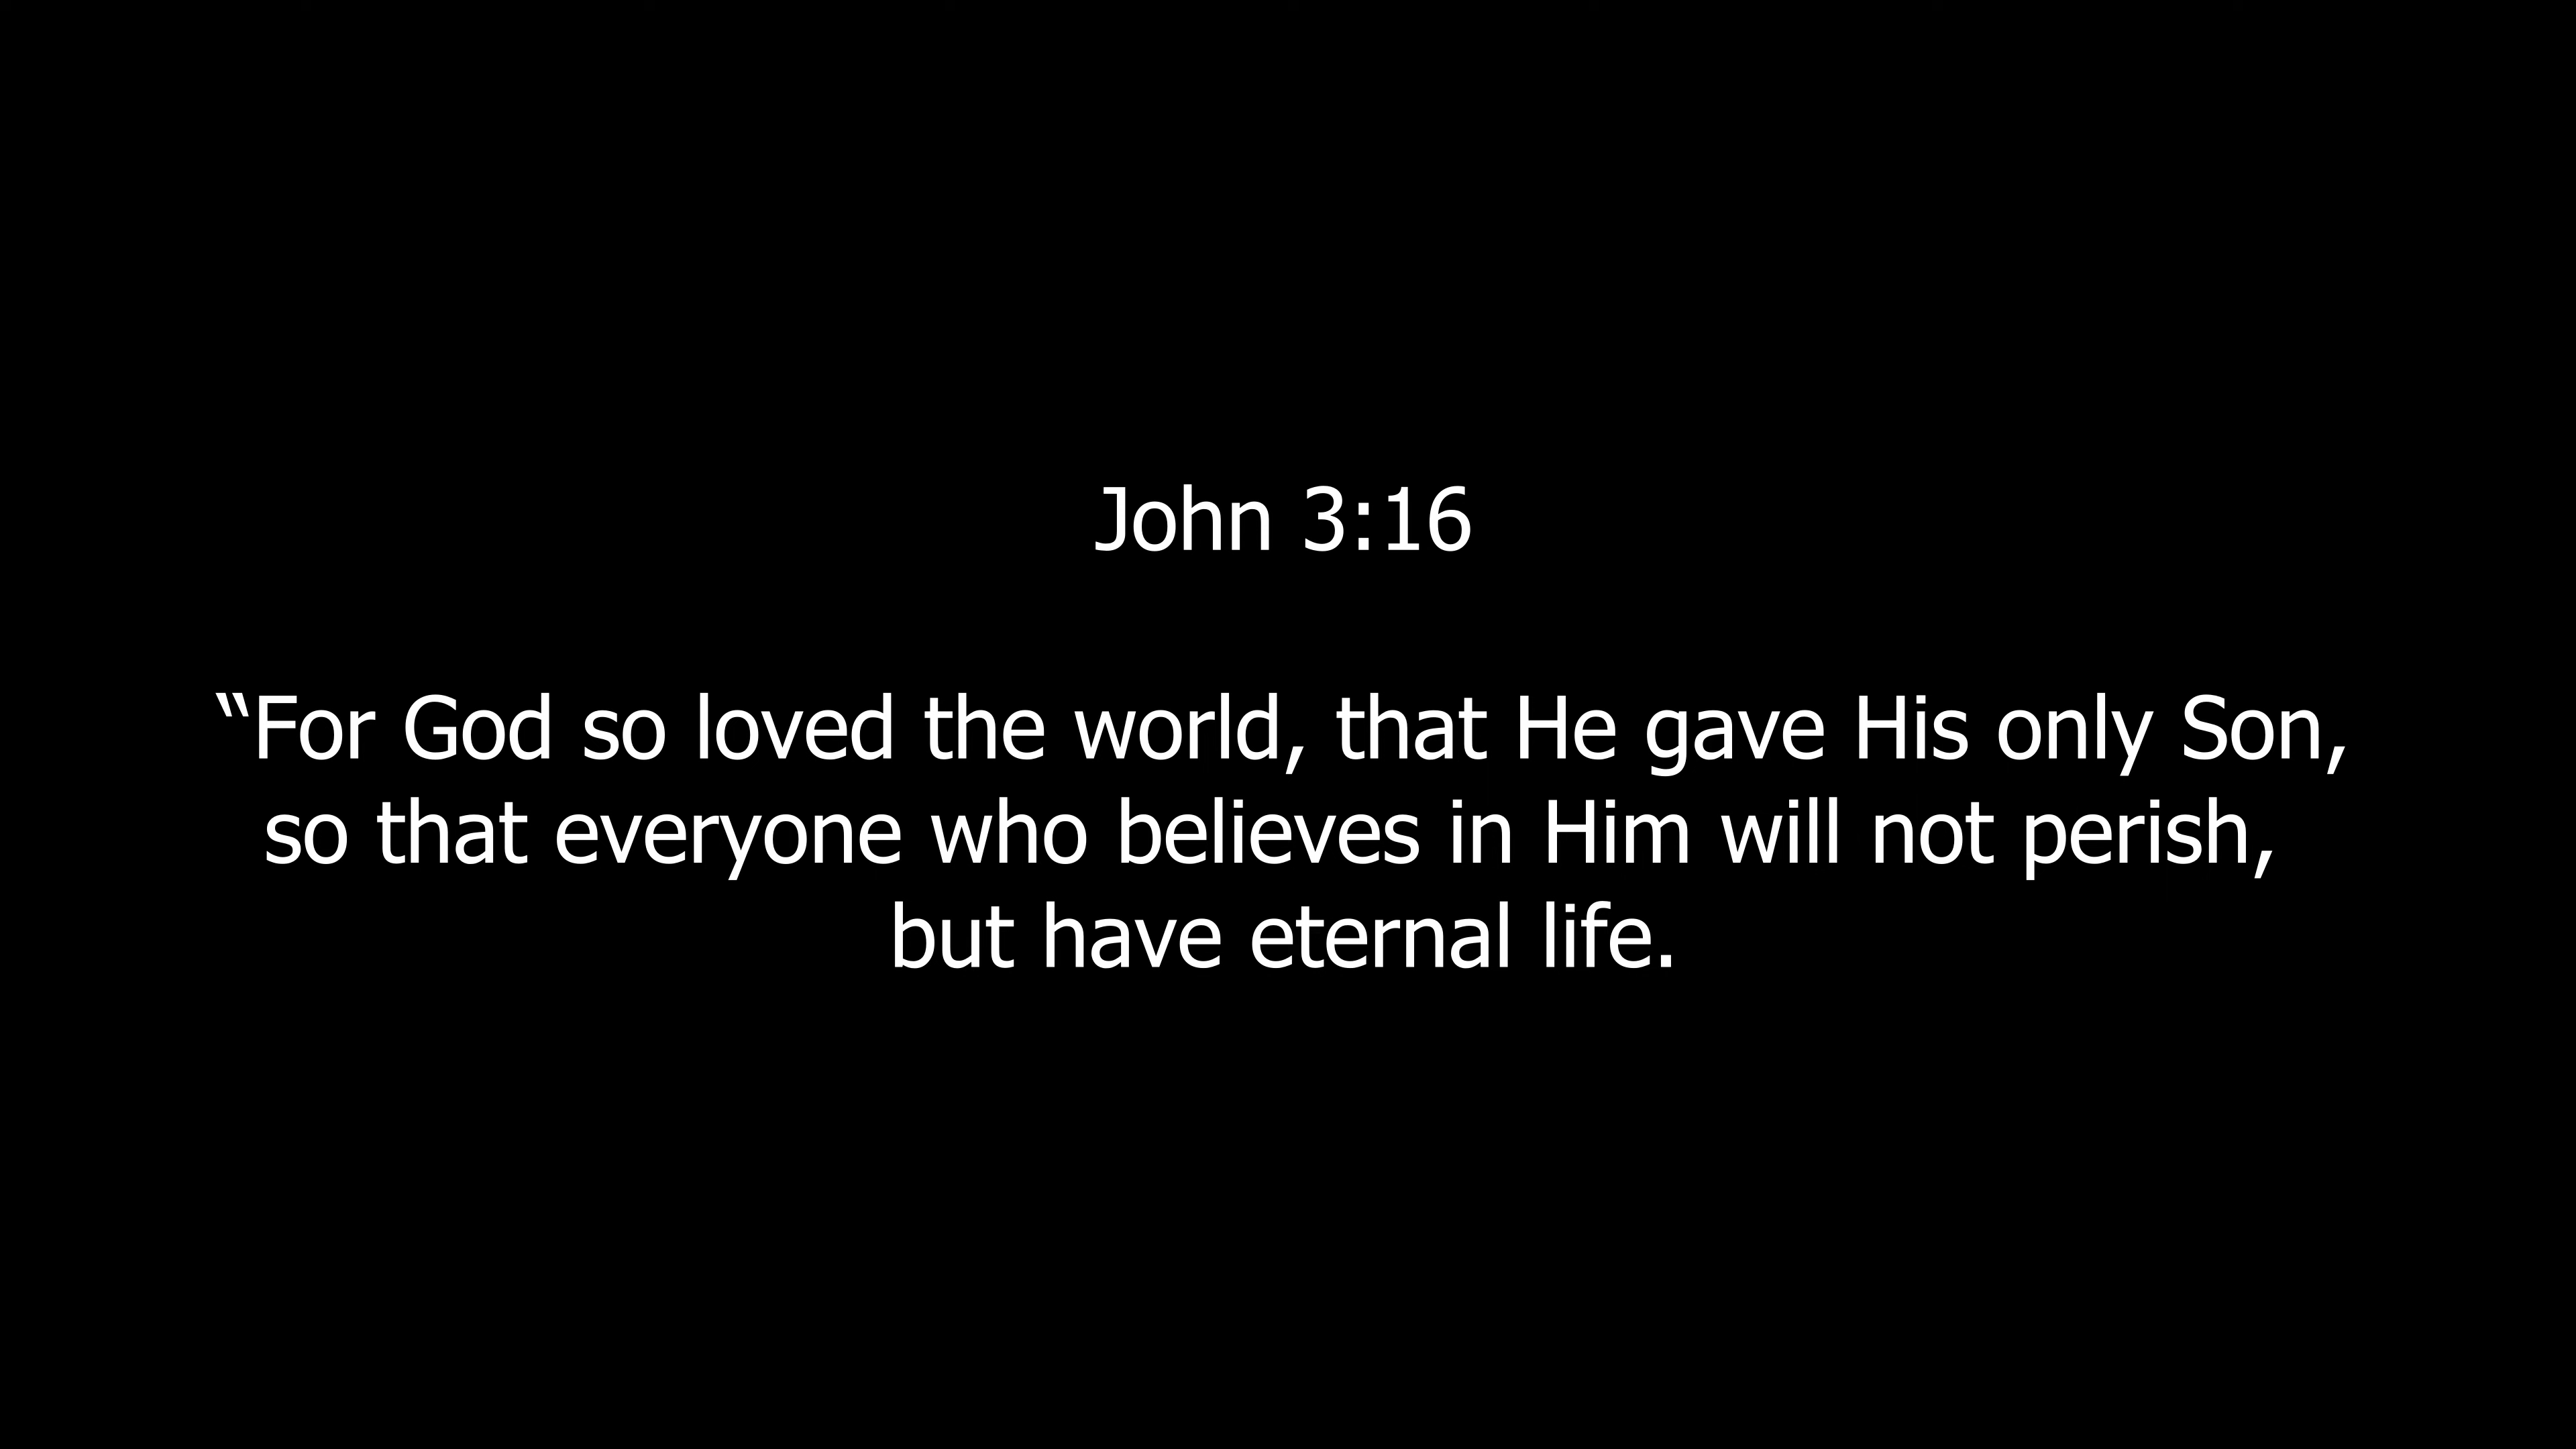 John 3:16
“For God so loved the world, that He gave His only Son,
so that everyone who believes in Him will not perish,
but have eternal life.